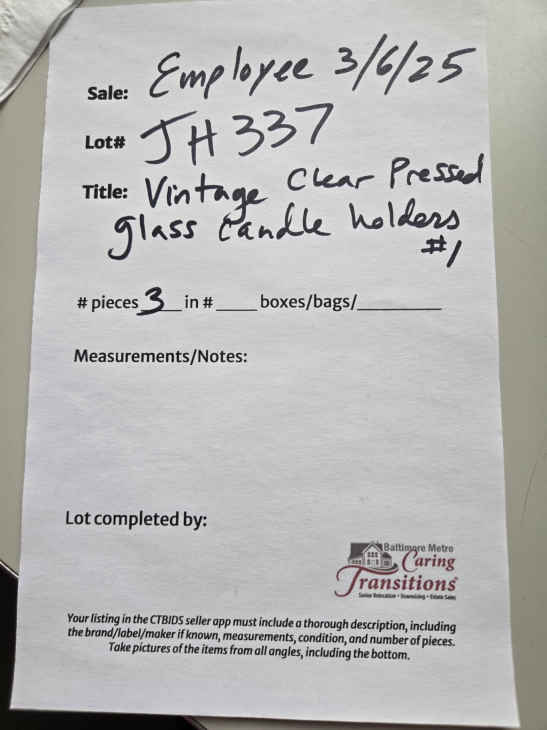 Sale: Employee 3/6/25
Lot# JH337
Title: Vintage Clear Pressed
glass candle holders
#1
# pieces 3 in # ____ boxes/bags/__________
Measurements/Notes:
Lot completed by:
Baltimore Metro
Caring
Transitions
Senior Relocation • Downsizing • Estate Sales
Your listing in the CTBIDS seller app must include a thorough description, including
the brand/label/maker if known, measurements, condition, and number of pieces.
Take pictures of the items from all angles, including the bottom.